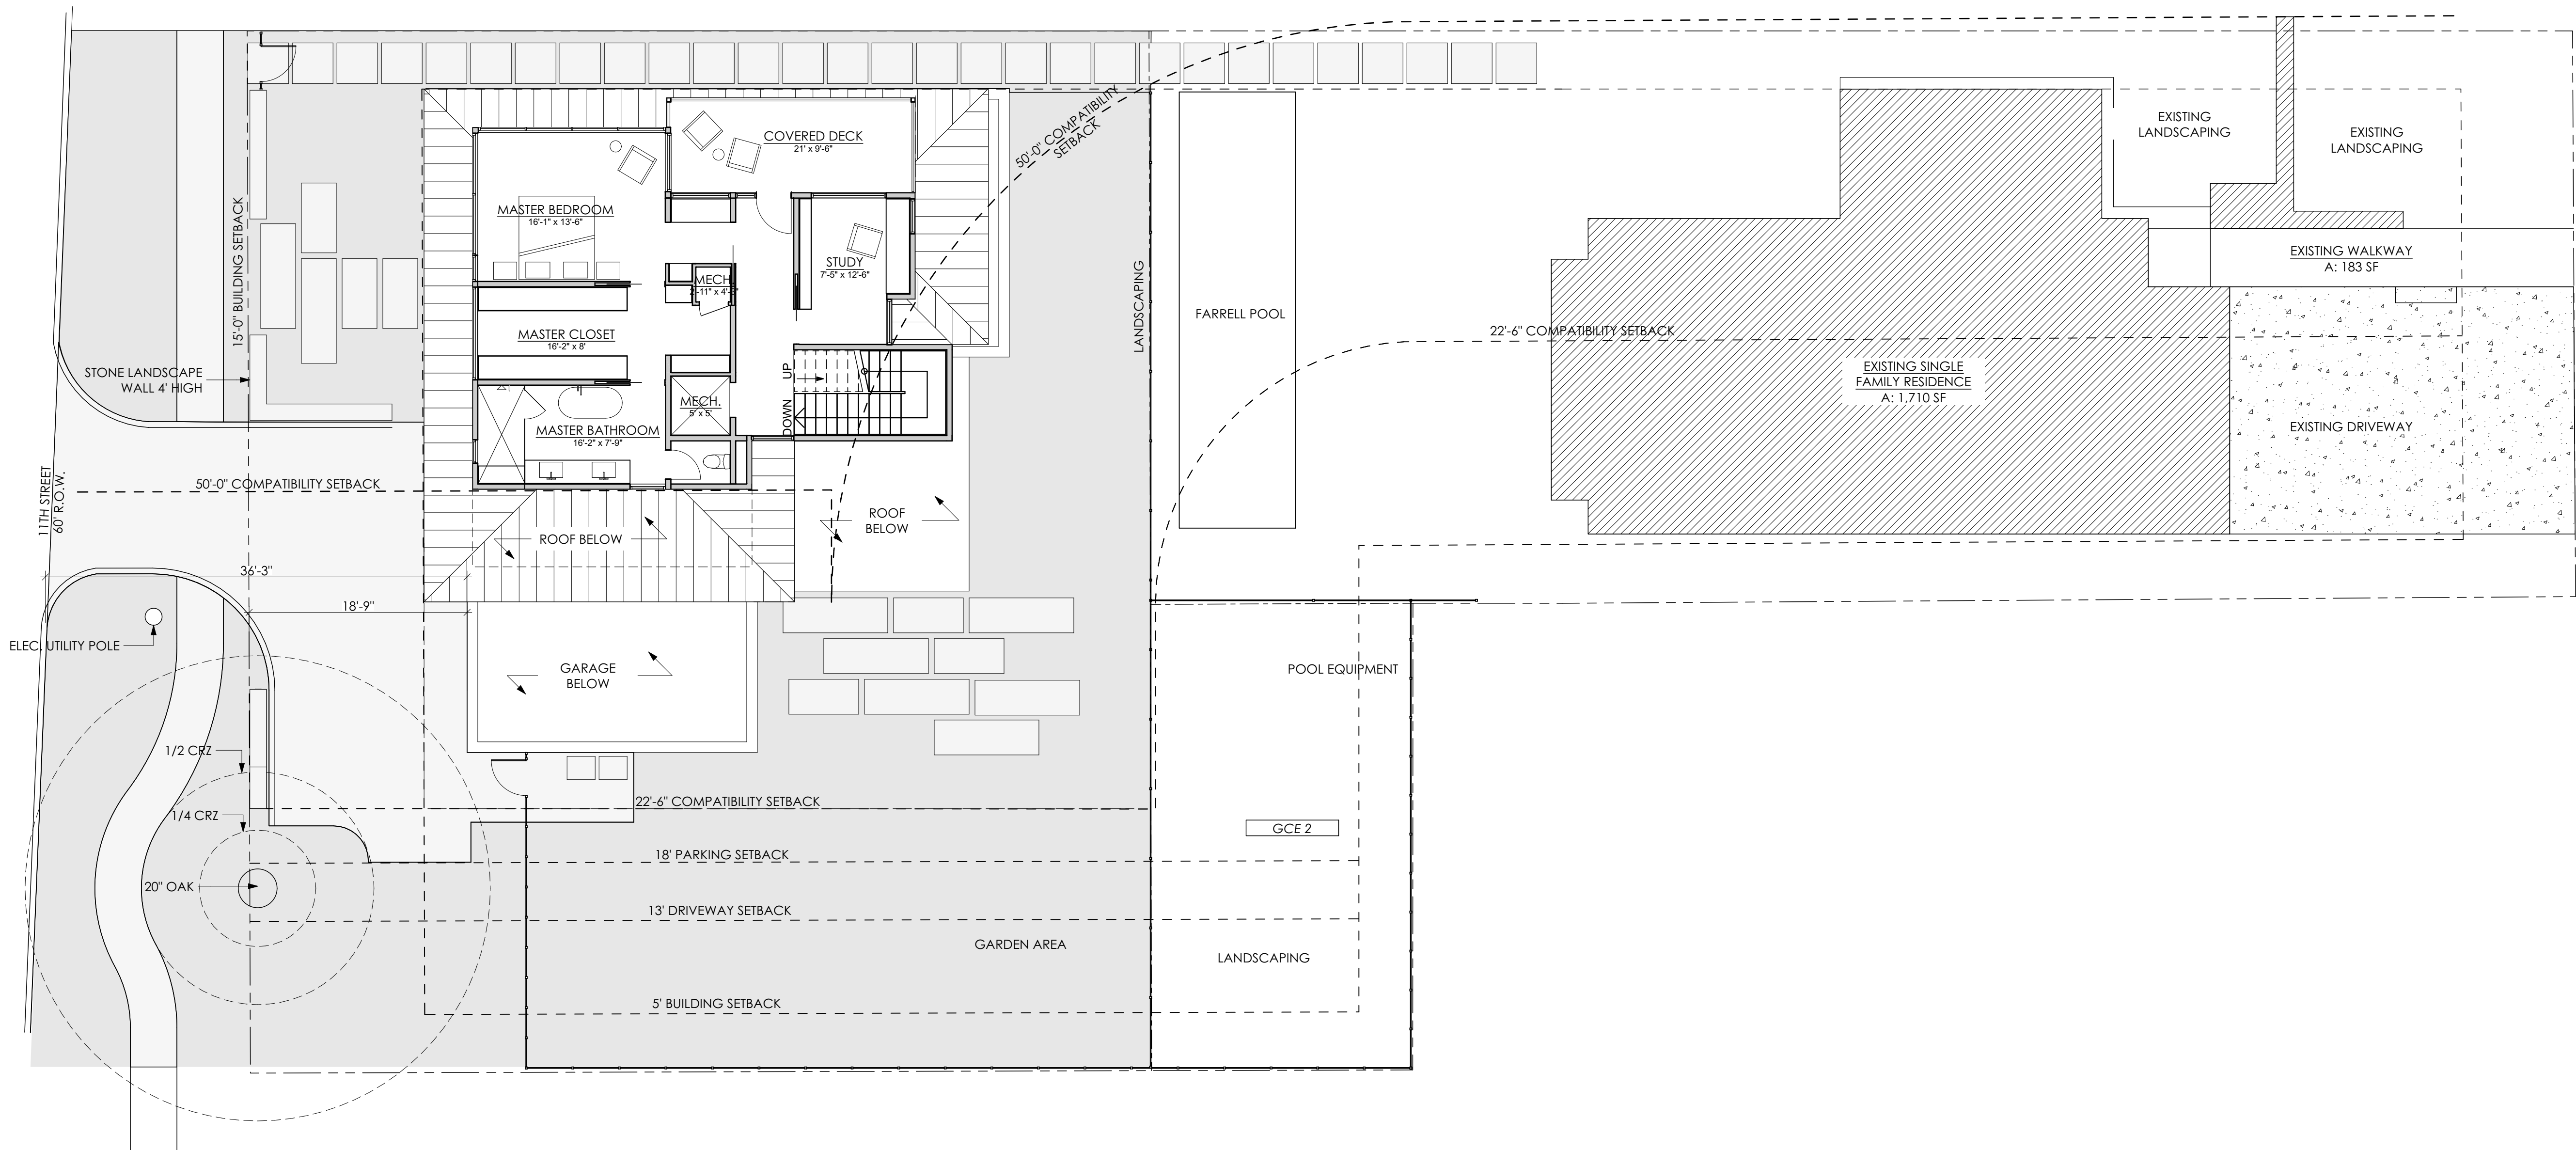 COVERED DECK
21' x 9'-6"
50'-0" COMPATIBILITY
SETBACK
EXISTING
LANDSCAPING
EXISTING
LANDSCAPING
15'-0" BUILDING SETBACK
MASTER BEDROOM
16'-1" x 13'-6"
STUDY
7'-5" x 12'-6"
MECH.
LANDSCAPING
FARRELL POOL
EXISTING WALKWAY
A: 183 SF
MASTER CLOSET
16'-2" x 8'
22'-6" COMPATIBILITY SETBACK
STONE LANDSCAPE
WALL 4' HIGH
UP
DOWN
EXISTING SINGLE
FAMILY RESIDENCE
A: 1,710 SF
MECH.
5' x 5'
MASTER BATHROOM
16'-2" x 7'-9"
EXISTING DRIVEWAY
11TH STREET
60' R.O.W.
50'-0" COMPATIBILITY SETBACK
ROOF
BELOW
ROOF BELOW
36'-3"
18'-9"
ELEC. UTILITY POLE
GARAGE
BELOW
POOL EQUIPMENT
1/2 CRZ
22'-6" COMPATIBILITY SETBACK
1/4 CRZ
GCE 2
18' PARKING SETBACK
20" OAK
13' DRIVEWAY SETBACK
GARDEN AREA
LANDSCAPING
5' BUILDING SETBACK